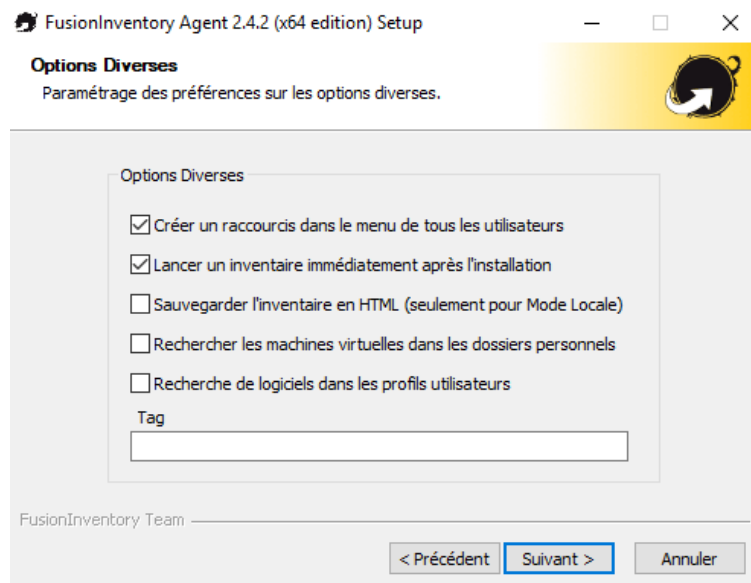 FusionInventory Agent 2.4.2 (x64 edition) Setup
Options Diverses
Paramétrage des préférences sur les options diverses.
Options Diverses
Créer un raccourcis dans le menu de tous les utilisateurs
Lancer un inventaire immédiatement après l'installation
Sauvegarder l'inventaire en HTML (seulement pour Mode Locale)
Rechercher les machines virtuelles dans les dossiers personnels
Recherche de logiciels dans les profils utilisateurs
Tag
FusionInventory Team
< Précédent Suivant > Annuler